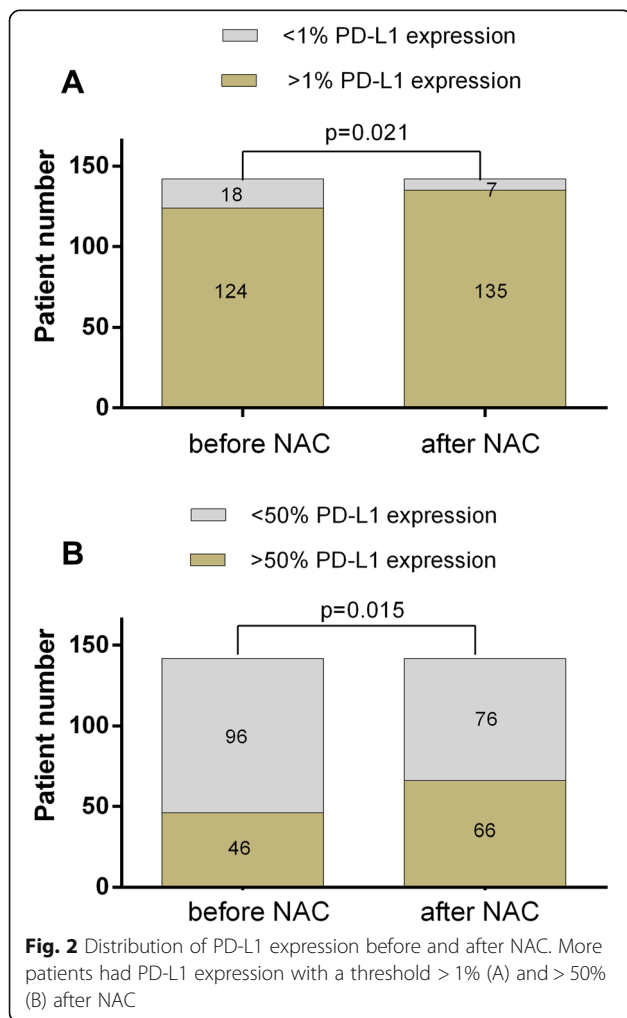 <1% PD-L1 expression
A
>1% PD-L1 expression
p=0.021
150
18
7
100
Patient number
124
135
50
0
before NAC
after NAC
<50% PD-L1 expression
B
>50% PD-L1 expression
p=0.015
150
96
76
100
Patient number
50
46
66
0
before NAC
after NAC
Fig. 2 Distribution of PD-L1 expression before and after NAC. More
patients had PD-L1 expression with a threshold > 1% (A) and > 50%
(B) after NAC